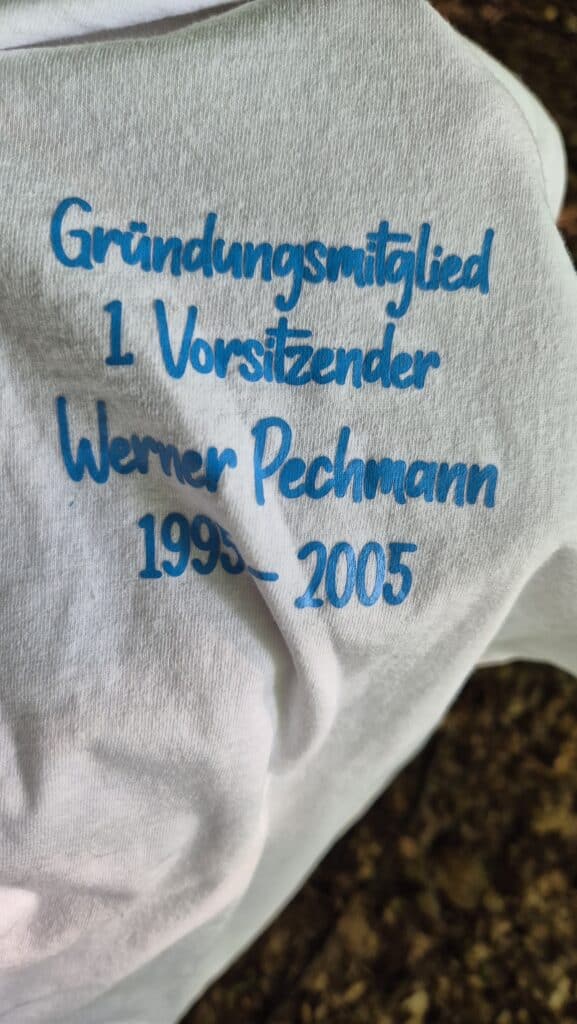 Gründungsmitglied
1 Vorsitzender
Werner Pechmann
1995- 2005